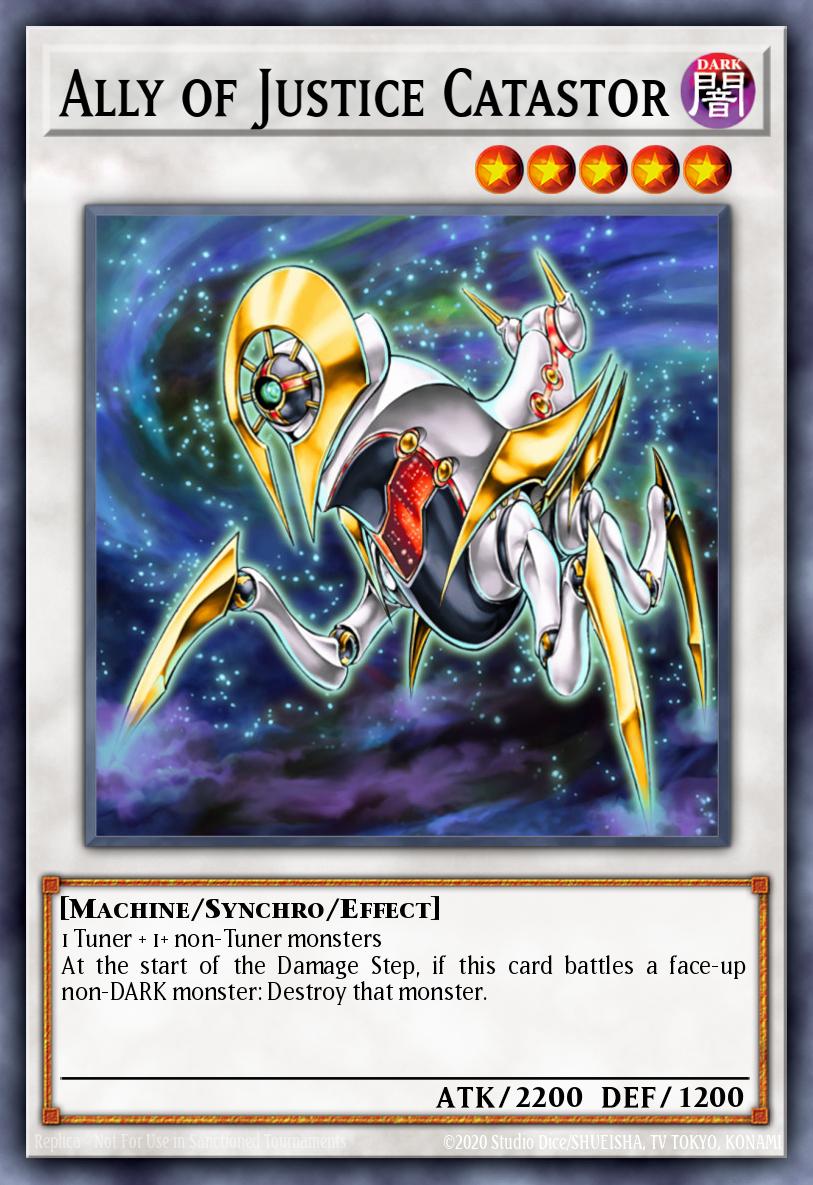 Ally of Justice Catastor
DARK
闇
[Machine/Synchro/Effect]
1 Tuner + 1+ non-Tuner monsters
At the start of the Damage Step, if this card battles a face-up
non-DARK monster: Destroy that monster.
ATK/2200 DEF/1200
Replica - Not For Use in Sanctioned Tournaments
©2020 Studio Dice/SHUEISHA, TV TOKYO, KONAMI